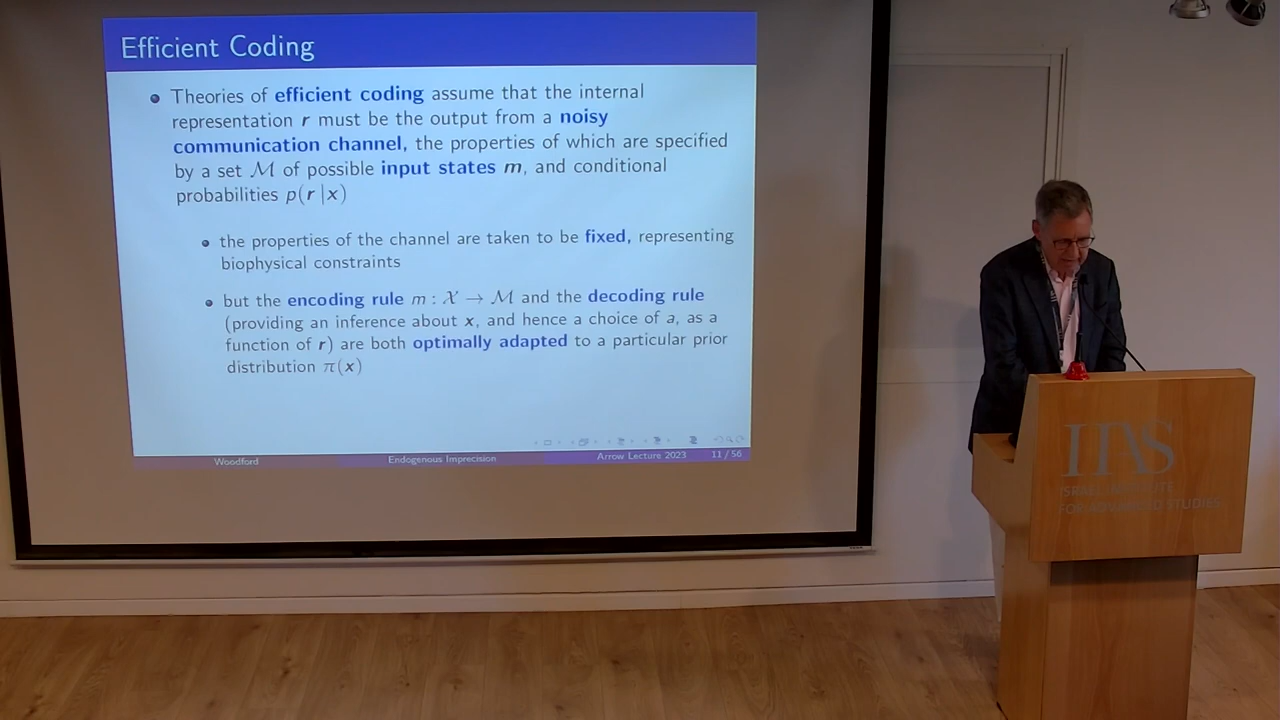 Efficient Coding
Theories of efficient coding assume that the internal
representation r must be the output from a noisy
communication channel, the properties of which are specified
by a set ℳ of possible input states m, and conditional
probabilities p(r | x)
the properties of the channel are taken to be fixed, representing
biophysical constraints
but the encoding rule m : 𝒳 → ℳ and the decoding rule
(providing an inference about x, and hence a choice of a, as a
function of r) are both optimally adapted to a particular prior
distribution π(x)
Woodford Endogenous Imprecision Arrow Lecture 2023 11 / 56
IIAS
ISRAEL INSTITUTE
FOR ADVANCED STUDIES